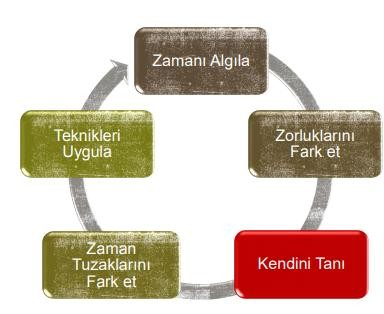 Zamanı Algıla
Zorluklarını
Fark et
Kendini Tanı
Zaman
Tuzaklarını
Fark et
Teknikleri
Uygula